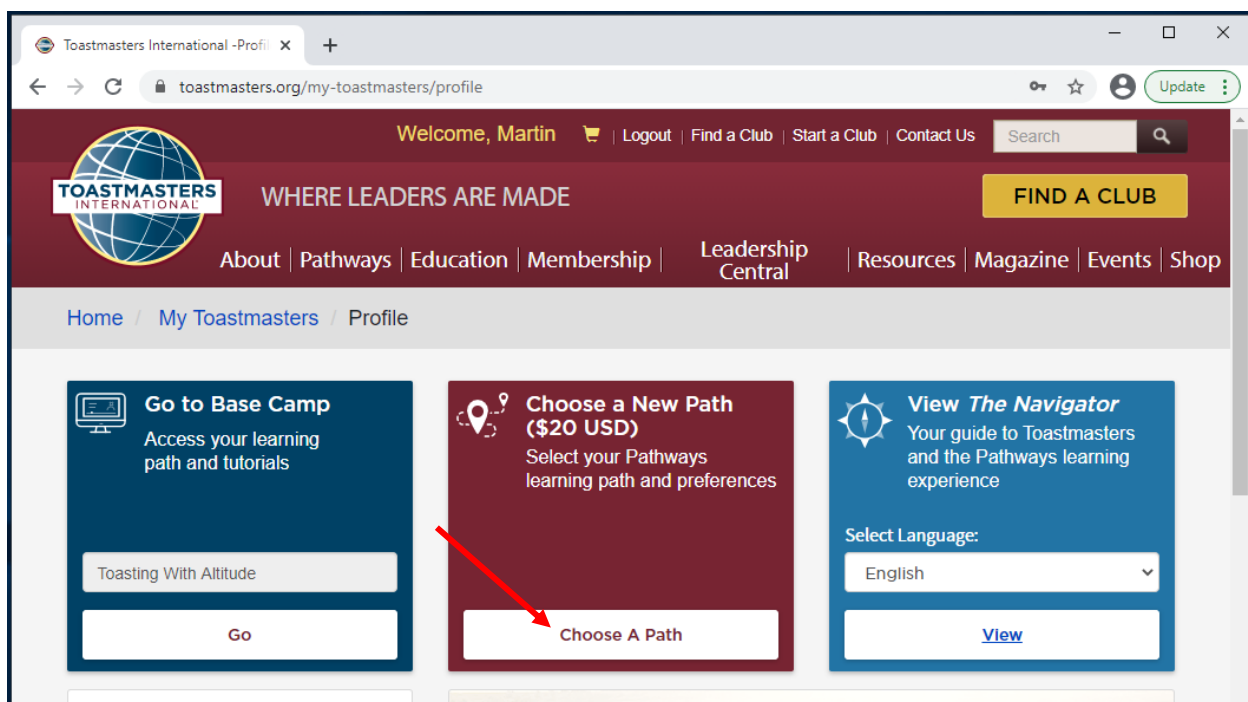 Toastmasters International -Profil
toastmasters.org/my-toastmasters/profile
Update
Welcome, Martin | Logout | Find a Club | Start a Club | Contact Us
Search
TOASTMASTERS
INTERNATIONAL
WHERE LEADERS ARE MADE
FIND A CLUB
About | Pathways | Education | Membership | Leadership Central | Resources | Magazine | Events | Shop
Home / My Toastmasters / Profile
Go to Base Camp
Access your learning
path and tutorials
Toasting With Altitude
Go
Choose a New Path
($20 USD)
Select your Pathways
learning path and preferences
Choose A Path
View The Navigator
Your guide to Toastmasters
and the Pathways learning
experience
Select Language:
English
View